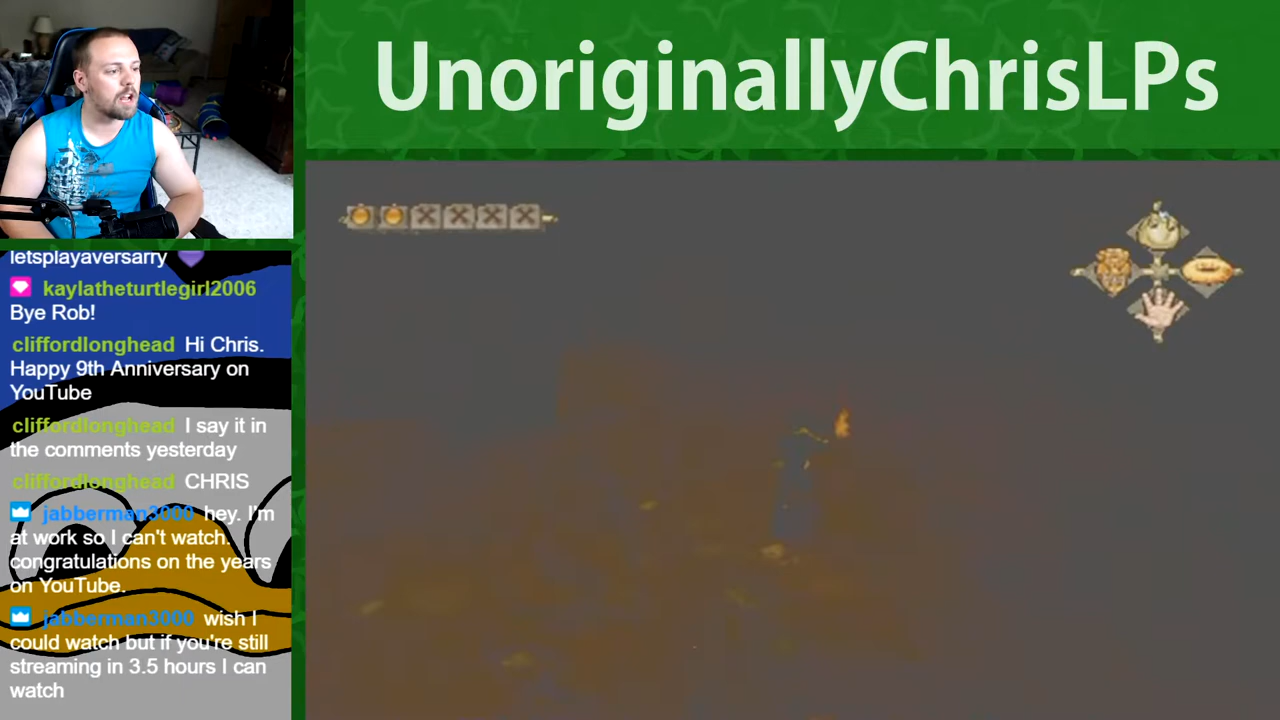 UnoriginallyChrisLPs
letsplayaversarry
kaylatheturtlegirl2006
Bye Rob!
cliffordlonghead Hi Chris.
Happy 9th Anniversary on
YouTube
cliffordlonghead I say it in
the comments yesterday
cliffordlonghead CHRIS
jabberman3000 hey. I'm
at work so I can't watch.
congratulations on the years
on YouTube.
jabberman3000 wish I
could watch but if you're still
streaming in 3.5 hours I can
watch